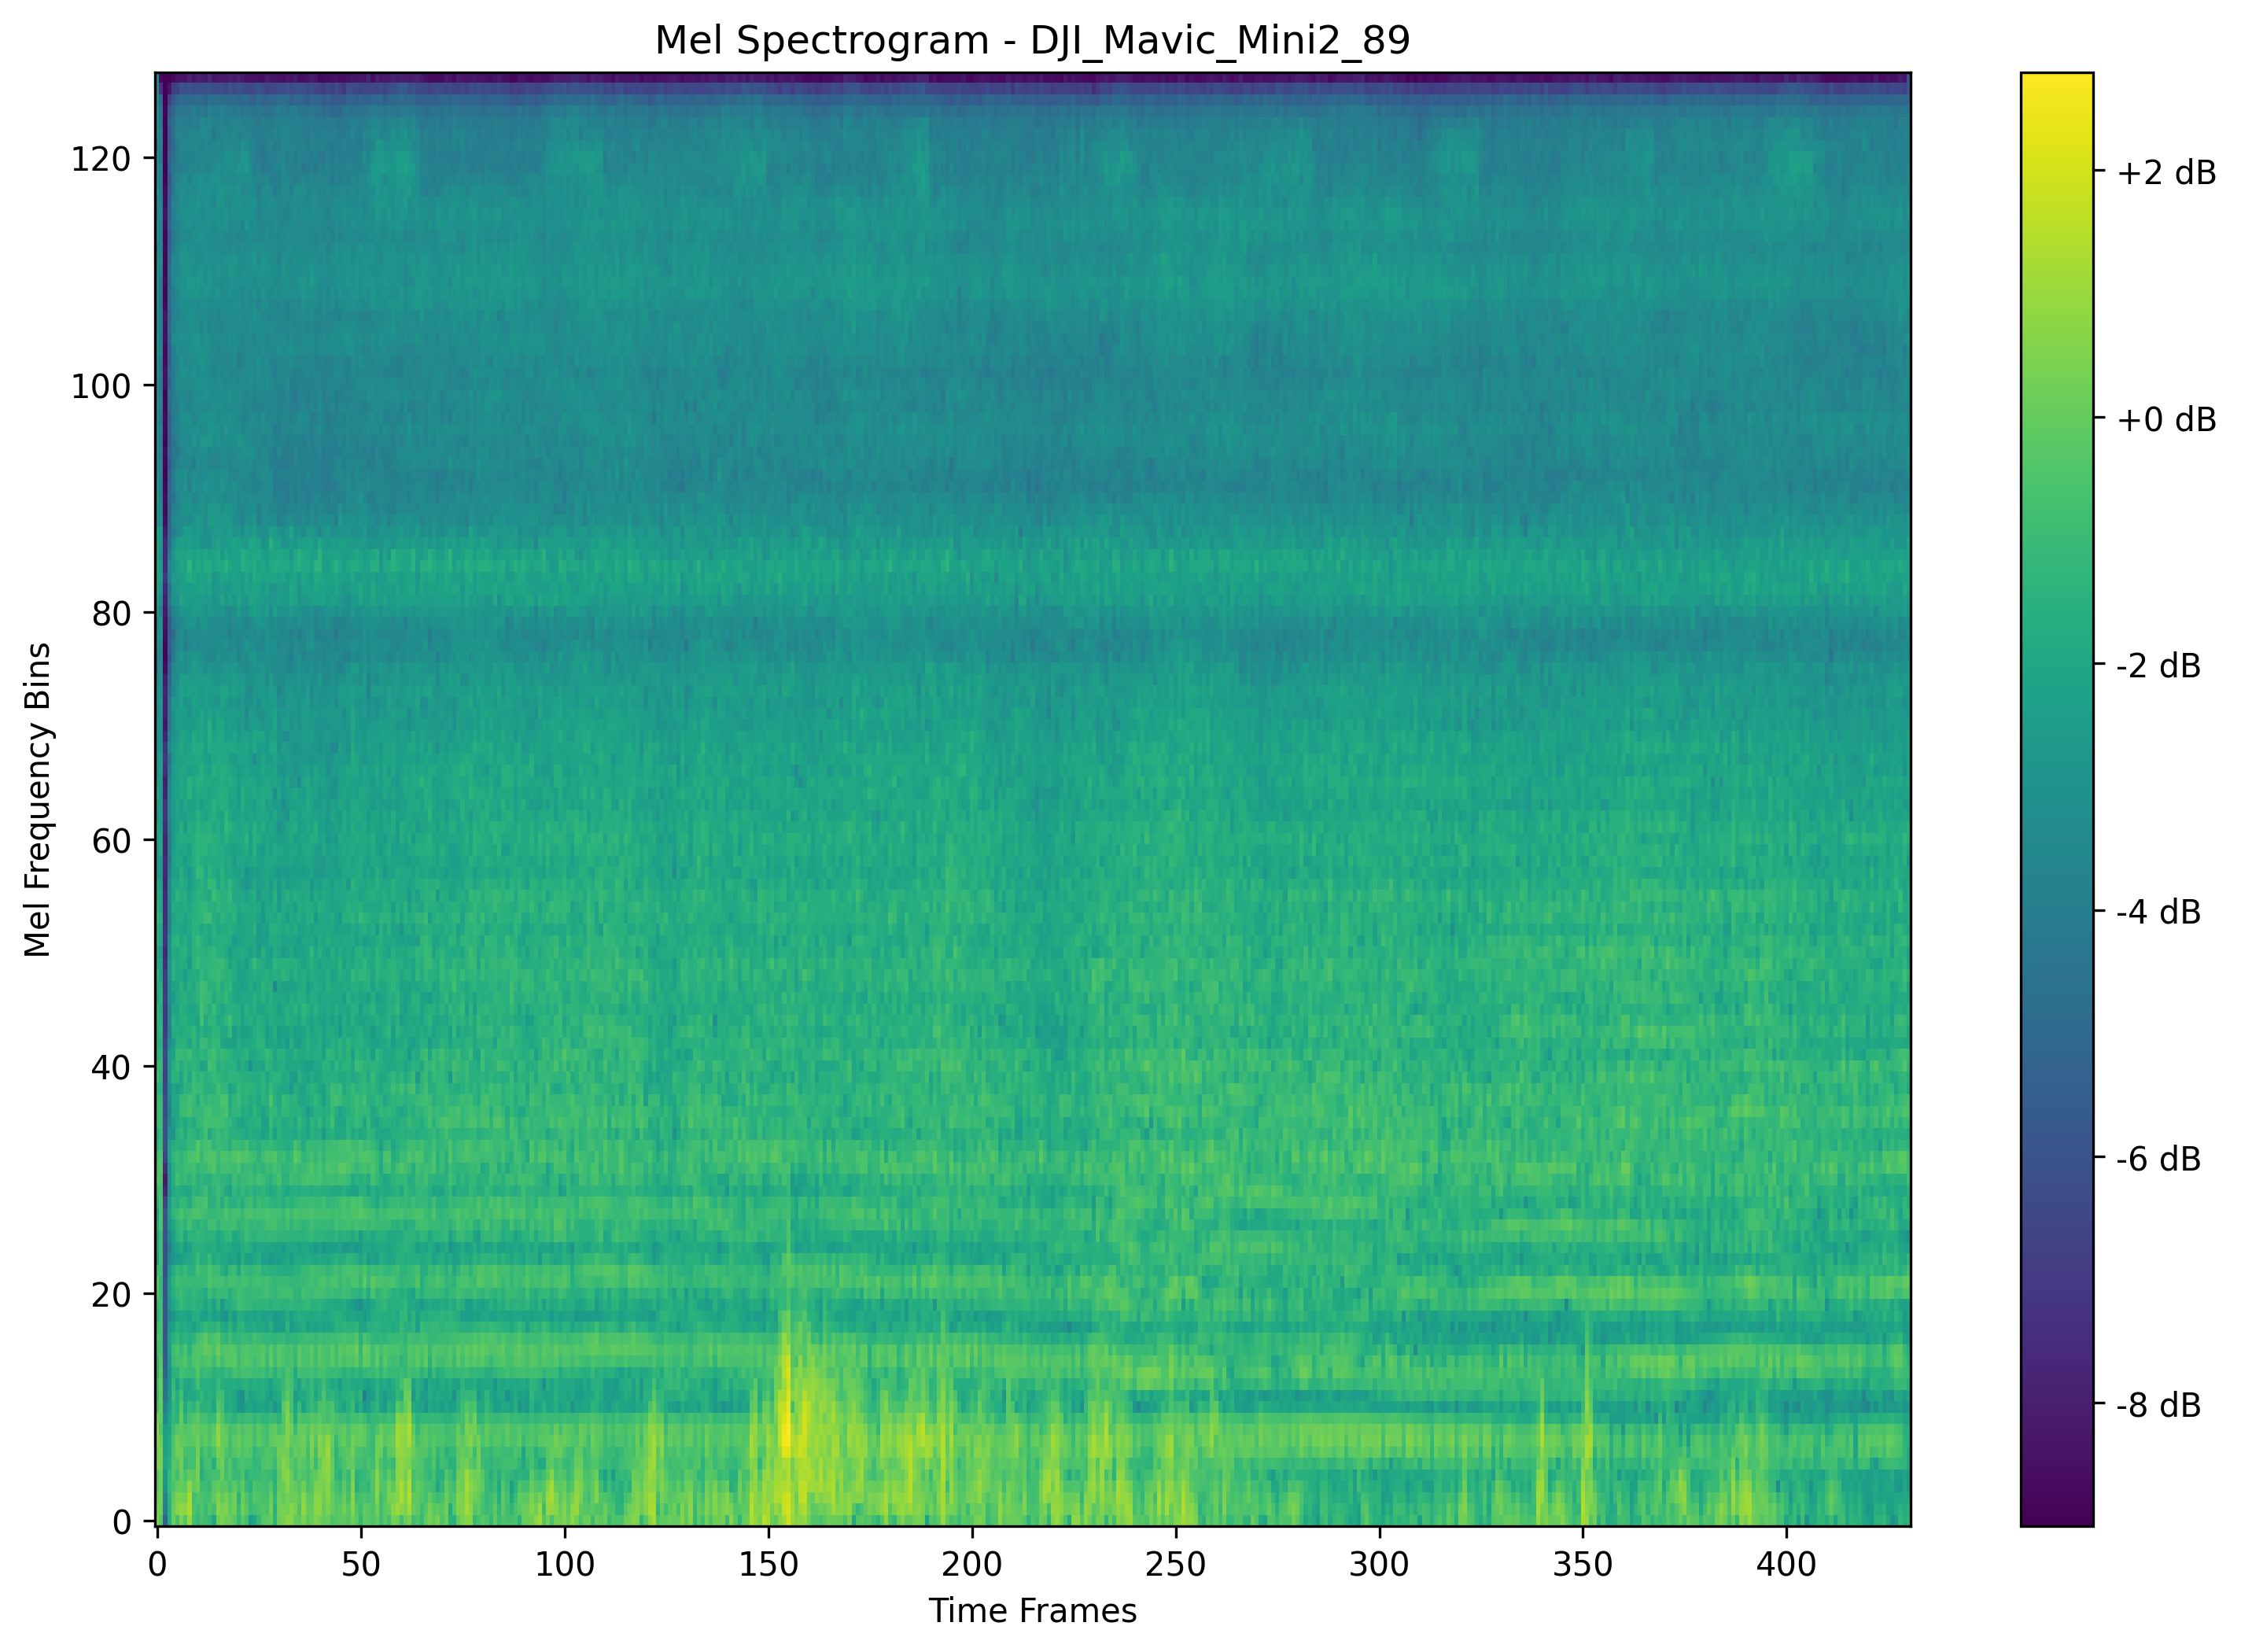 Mel Spectrogram - DJI_Mavic_Mini2_89
120
100
80
60
40
20
0
Mel Frequency Bins
0 50 100 150 200 250 300 350 400
Time Frames
+2 dB
+0 dB
-2 dB
-4 dB
-6 dB
-8 dB